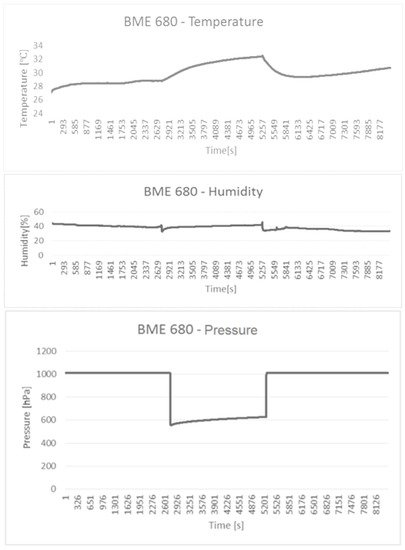 BME 680 - Temperature
Temperature [°C]
34
32
30
28
26
24
1 293 585 877 1169 1461 1753 2045 2337 2629 2921 3213 3505 3797 4089 4381 4673 4965 5257 5549 5841 6133 6425 6717 7009 7301 7593 7885 8177
Time[s]
BME 680 - Humidity
Humidity[%]
60
40
20
0
1 293 585 877 1169 1461 1753 2045 2337 2629 2921 3213 3505 3797 4089 4381 4673 4965 5257 5549 5841 6133 6425 6717 7009 7301 7593 7885 8177
Time[s]
BME 680 - Pressure
Pressure [hPa]
1200
1000
800
600
400
200
0
1 326 651 976 1301 1626 1951 2276 2601 2926 3251 3576 3901 4226 4551 4876 5201 5526 5851 6176 6501 6826 7151 7476 7801 8126
Time [s]